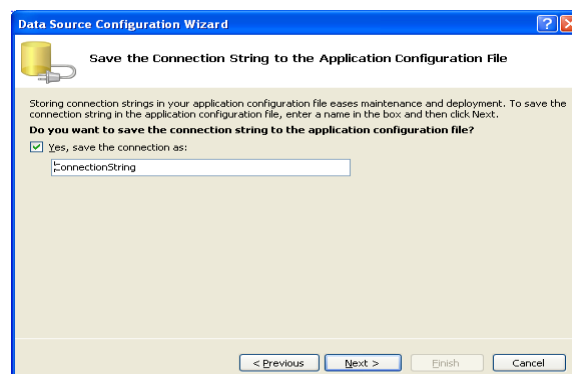 Data Source Configuration Wizard
Save the Connection String to the Application Configuration File
Storing connection strings in your application configuration file eases maintenance and deployment. To save the
connection string in the application configuration file, enter a name in the box and then click Next.
Do you want to save the connection string to the application configuration file?
Yes, save the connection as:
ConnectionString
< Previous
Next >
Finish
Cancel